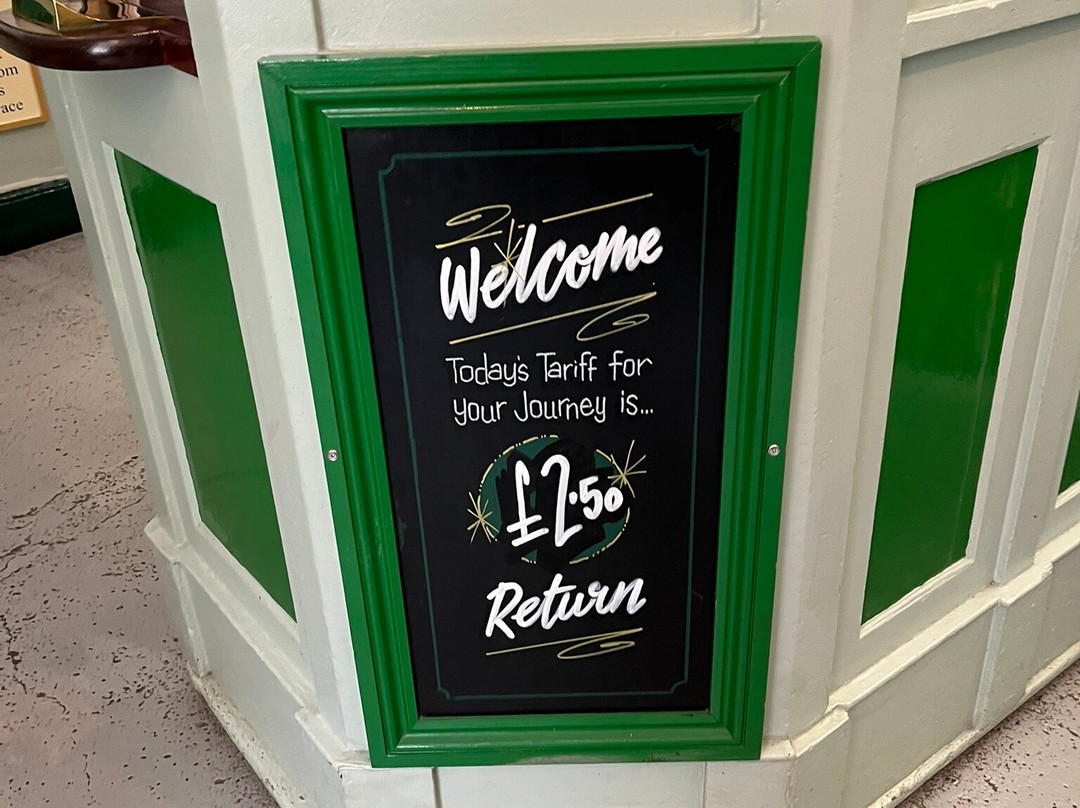 Welcome
Today's Tariff for
your Journey is...
£2.50
Return